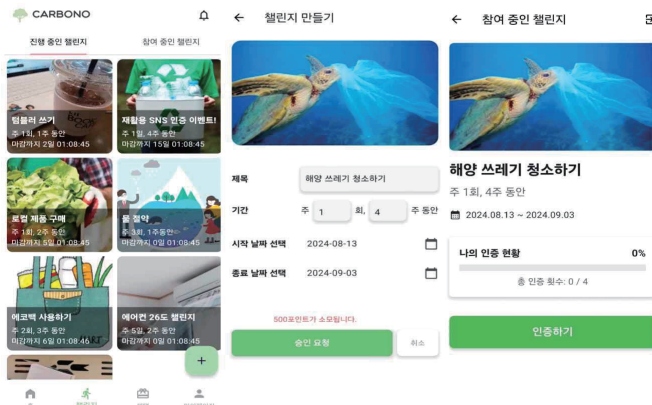 CARBONO
진행 중인 챌린지
참여 중인 챌린지
텀블러 쓰기
주 1회, 1주 동안
마감까지 2일 01:08:45
재활용 SNS 인증 이벤트!
주 1일, 4주 동안
마감까지 15일 01:08:45
로컬 제품 구매
주 1회, 2주 동안
마감까지 5일 01:08:45
물 절약
주 3회, 1주동안
마감까지 0일 01:08:45
에코백 사용하기
주 2회, 3주 동안
마감까지 6일 01:08:46
에어컨 26도 챌린지
주 5일, 2주 동안
마감까지 0일 01:08:45
+
챌린지 만들기
제목
해양 쓰레기 청소하기
기간
주 1 회, 4 주 동안
시작 날짜 선택
2024-08-13
종료 날짜 선택
2024-09-03
500포인트가 소모됩니다.
승인 요청
취소
참여 중인 챌린지
해양 쓰레기 청소하기
주 1회, 4주 동안
2024.08.13 ~ 2024.09.03
나의 인증 현황
0%
총 인증 횟수: 0 / 4
인증하기